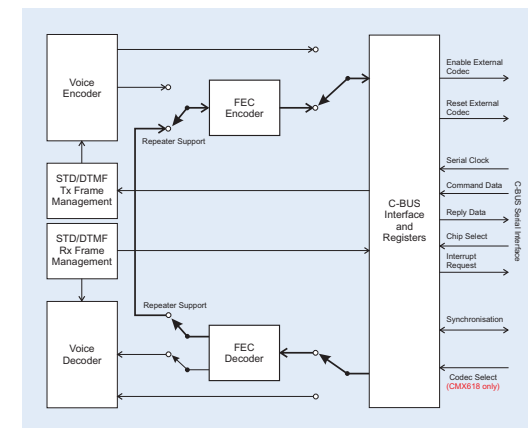 Voice
Encoder
FEC
Encoder
Repeater Support
STD/DTMF
Tx Frame
Management
STD/DTMF
Rx Frame
Management
Repeater Support
Voice
Decoder
FEC
Decoder
C-BUS
Interface
and
Registers
Enable External
Codec
Reset External
Codec
Serial Clock
Command Data
Reply Data
Chip Select
Interrupt
Request
C-BUS Serial Interface
Synchronisation
Codec Select
(CMX618 only)